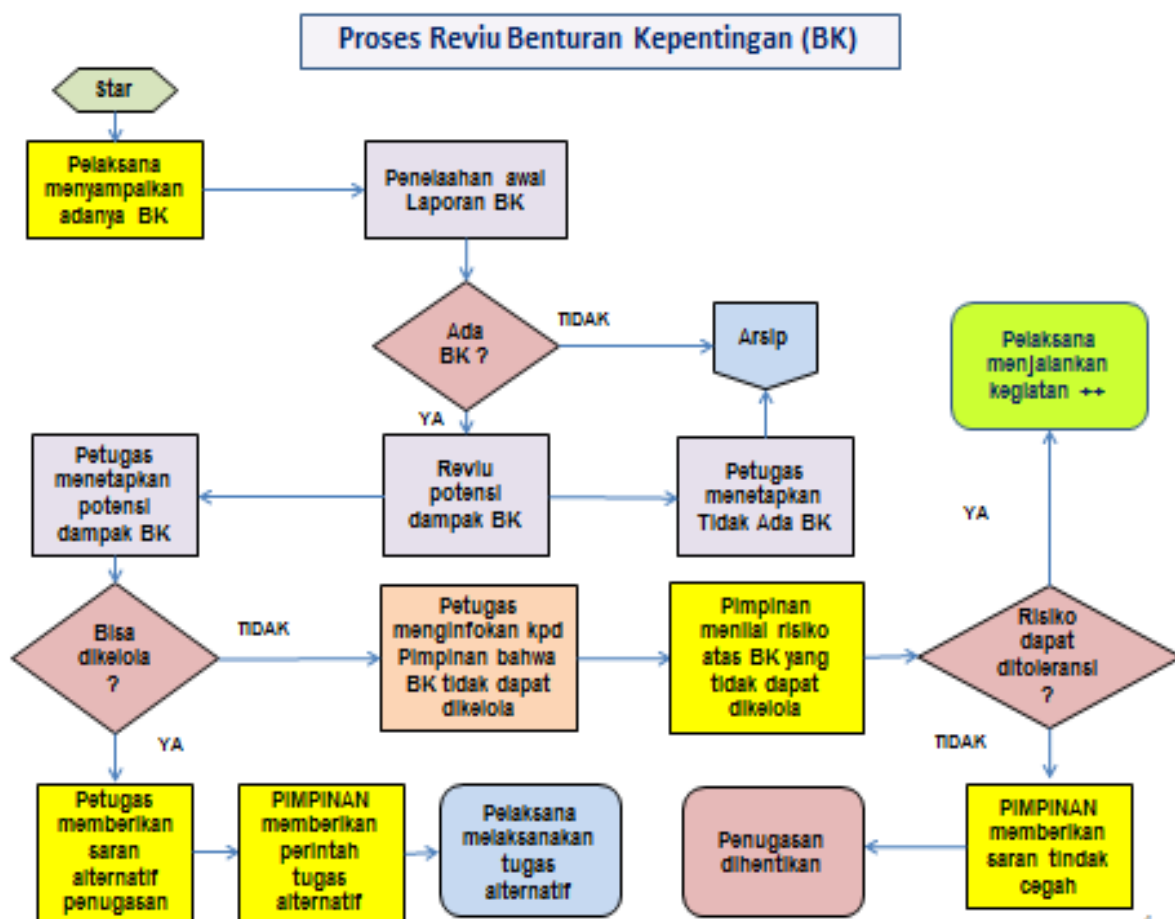 Proses Reviu Benturan Kepentingan (BK)
Star
Pelaksana
menyampaikan
adanya BK
Penelaahan awal
Laporan BK
Ada
BK ?
TIDAK
Arsip
Pelaksana
menjalankan
kegiatan ++
YA
Petugas
menetapkan
potensi
dampak BK
Reviu
potensi
dampak BK
Petugas
menetapkan
Tidak Ada BK
YA
Bisa
dikelola
?
TIDAK
Petugas
menginfokan kpd
Pimpinan bahwa
BK tidak dapat
dikelola
Pimpinan
menilai risiko
atas BK yang
tidak dapat
dikelola
Risiko
dapat
ditoleransi
?
YA
TIDAK
Petugas
memberikan
saran
alternatif
penugasan
PIMPINAN
memberikan
perintah
tugas
alternatif
Pelaksana
melaksanakan
tugas
alternatif
Penugasan
dihentikan
PIMPINAN
memberikan
saran tindak
cegah